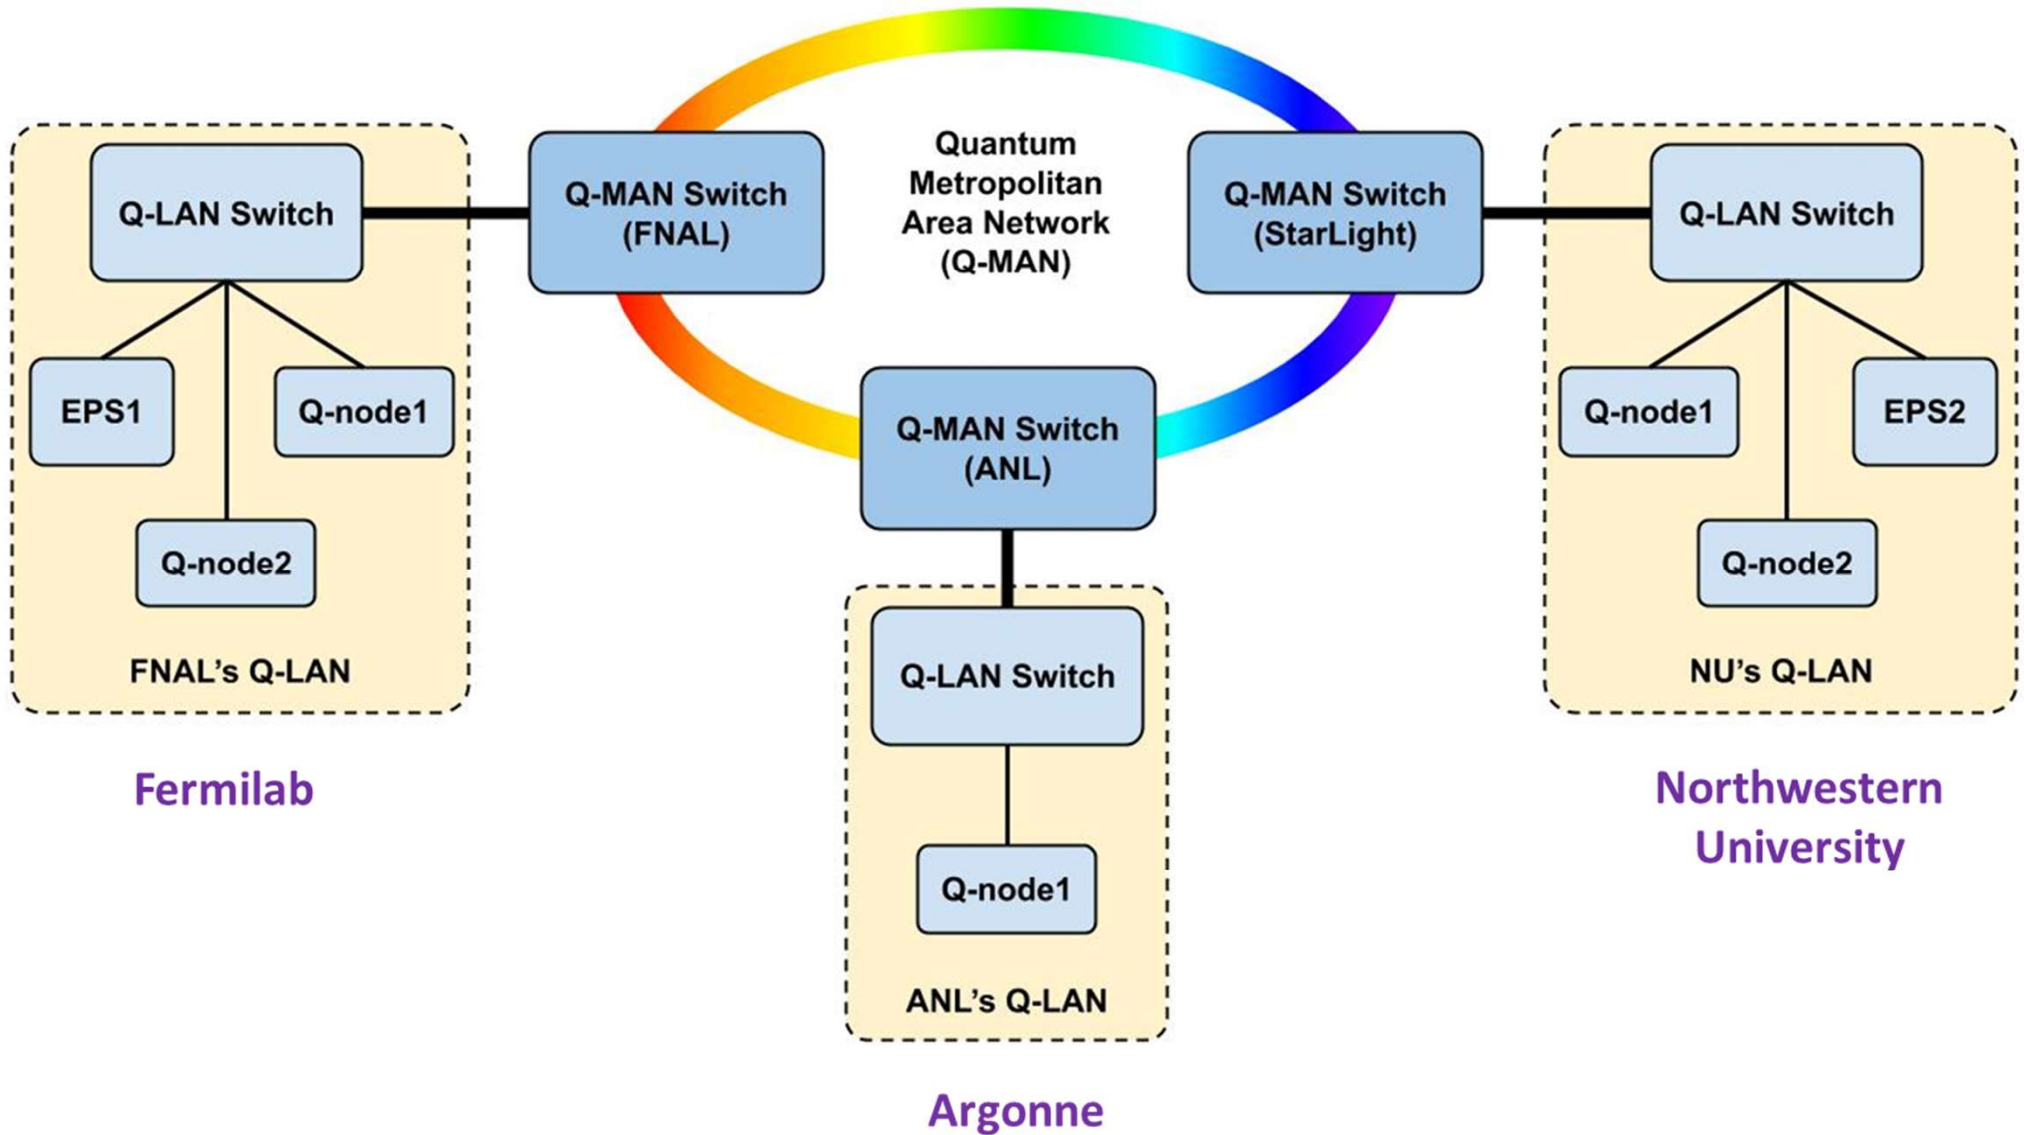 Quantum
Metropolitan
Area Network
(Q-MAN)
Q-LAN Switch
Q-MAN Switch
(FNAL)
Q-MAN Switch
(StarLight)
Q-LAN Switch
EPS1
Q-node1
Q-node2
FNAL’s Q-LAN
Fermilab
Q-MAN Switch
(ANL)
Q-LAN Switch
Q-node1
ANL’s Q-LAN
Argonne
Q-node1
EPS2
Q-node2
NU’s Q-LAN
Northwestern
University